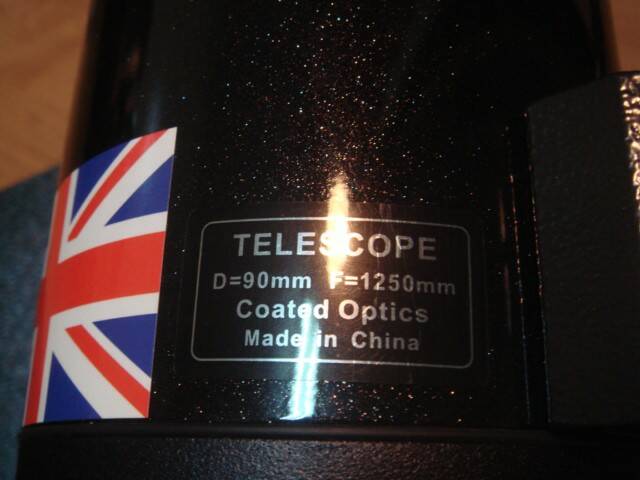 TELESCOPE
D=90mm F=1250mm
Coated Optics
Made in China